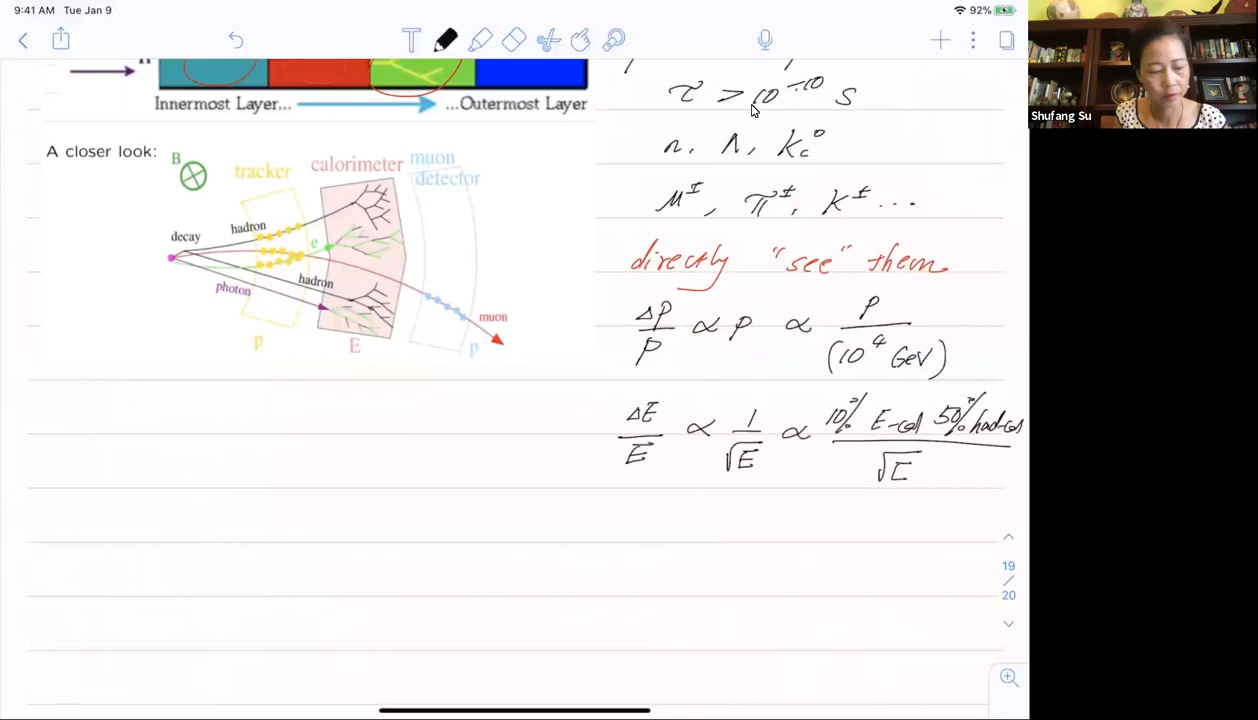 9:41 AM Tue Jan 9
92%
Innermost Layer...
...Outermost Layer
A closer look:
B
tracker
calorimeter
muon
detector
hadron
decay
e
hadron
photon
muon
p
E
p
τ > 10^-10 s
n, Λ,
μ^±, π^±, K^± ...
directly "see" them
ΔP/P ∝ P ∝ P/(10^4 GeV)
ΔE/E ∝ 1/√E ∝ 10% E-cal 50% had-cal/√E
19
/
20
Shufang Su